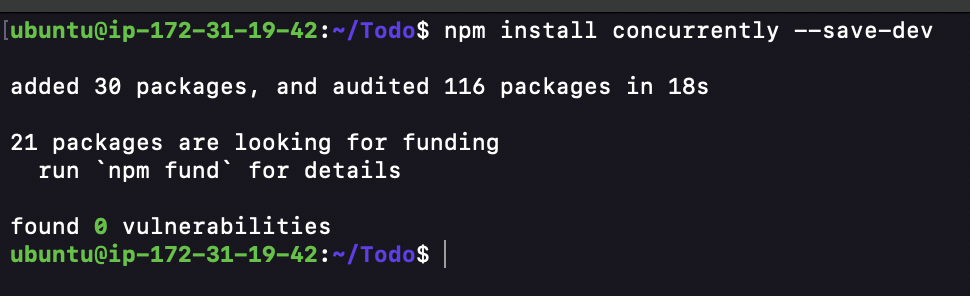 [ubuntu@ip-172-31-19-42:~/Todo$ npm install concurrently --save-dev
added 30 packages, and audited 116 packages in 18s
21 packages are looking for funding
run `npm fund` for details
found 0 vulnerabilities
ubuntu@ip-172-31-19-42:~/Todo$